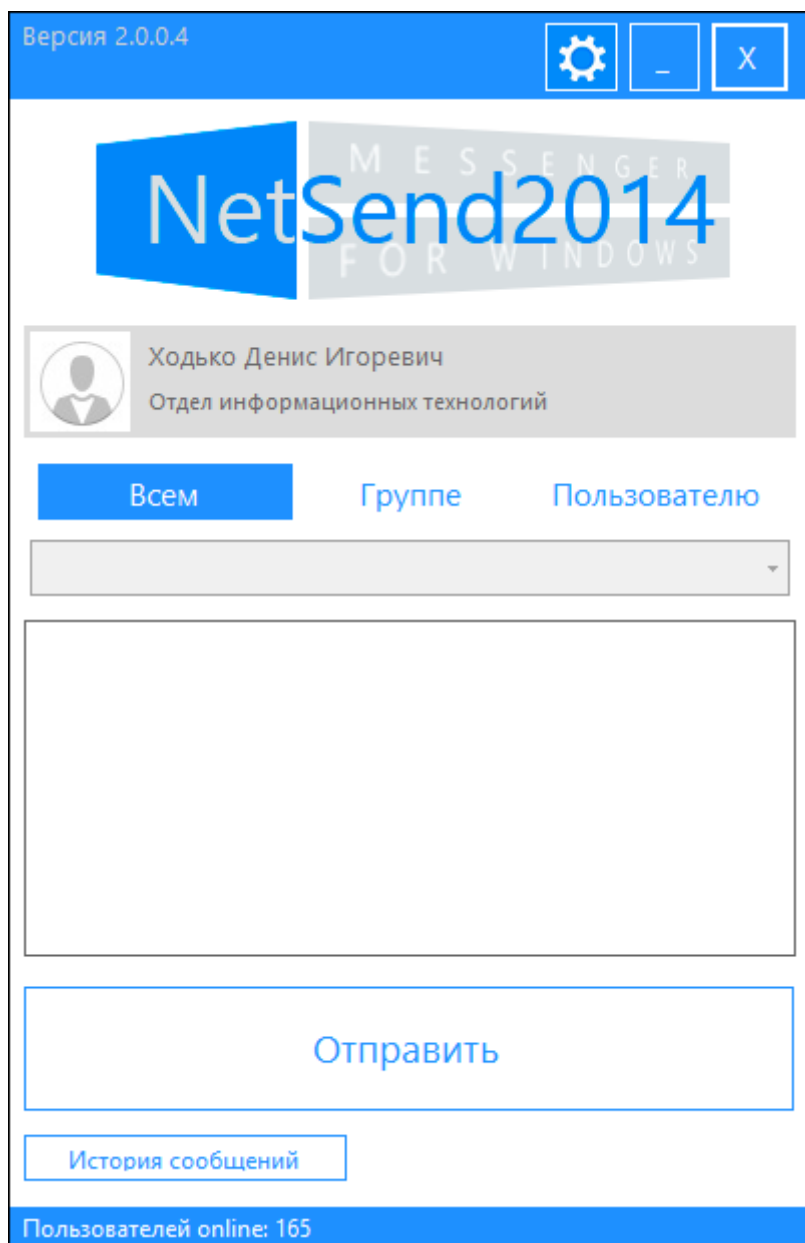 Версия 2.0.0.4
_ X
MESSENGER
NetSend2014
FOR WINDOWS
Ходько Денис Игоревич
Отдел информационных технологий
Всем Группе Пользователю
Отправить
История сообщений
Пользователей online: 165